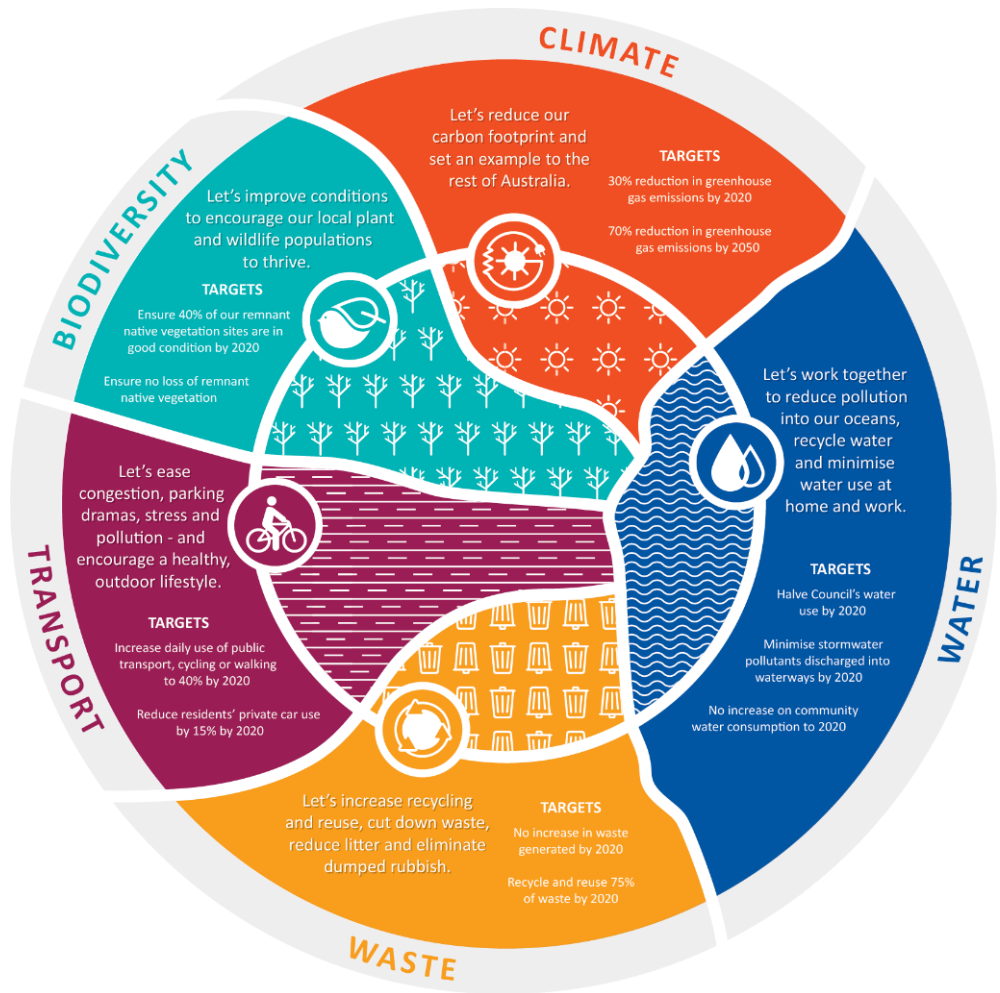 CLIMATE
Let's reduce our
carbon footprint and
set an example to the
rest of Australia.
TARGETS
30% reduction in greenhouse
gas emissions by 2020
70% reduction in greenhouse
gas emissions by 2050
WATER
Let's work together
to reduce pollution
into our oceans,
recycle water
and minimise
water use at
home and work.
TARGETS
Halve Council's water
use by 2020
Minimise stormwater
pollutants discharged into
waterways by 2020
No increase on community
water consumption to 2020
WASTE
Let's increase recycling
and reuse, cut down waste,
reduce litter and eliminate
dumped rubbish.
TARGETS
No increase in waste
generated by 2020
Recycle and reuse 75%
of waste by 2020
TRANSPORT
Let's ease
congestion, parking
dramas, stress and
pollution - and
encourage a healthy,
outdoor lifestyle.
TARGETS
Increase daily use of public
transport, cycling or walking
to 40% by 2020
Reduce residents' private car use
by 15% by 2020
BIODIVERSITY
Let's improve conditions
to encourage our local plant
and wildlife populations
to thrive.
TARGETS
Ensure 40% of our remnant
native vegetation sites are in
good condition by 2020
Ensure no loss of remnant
native vegetation